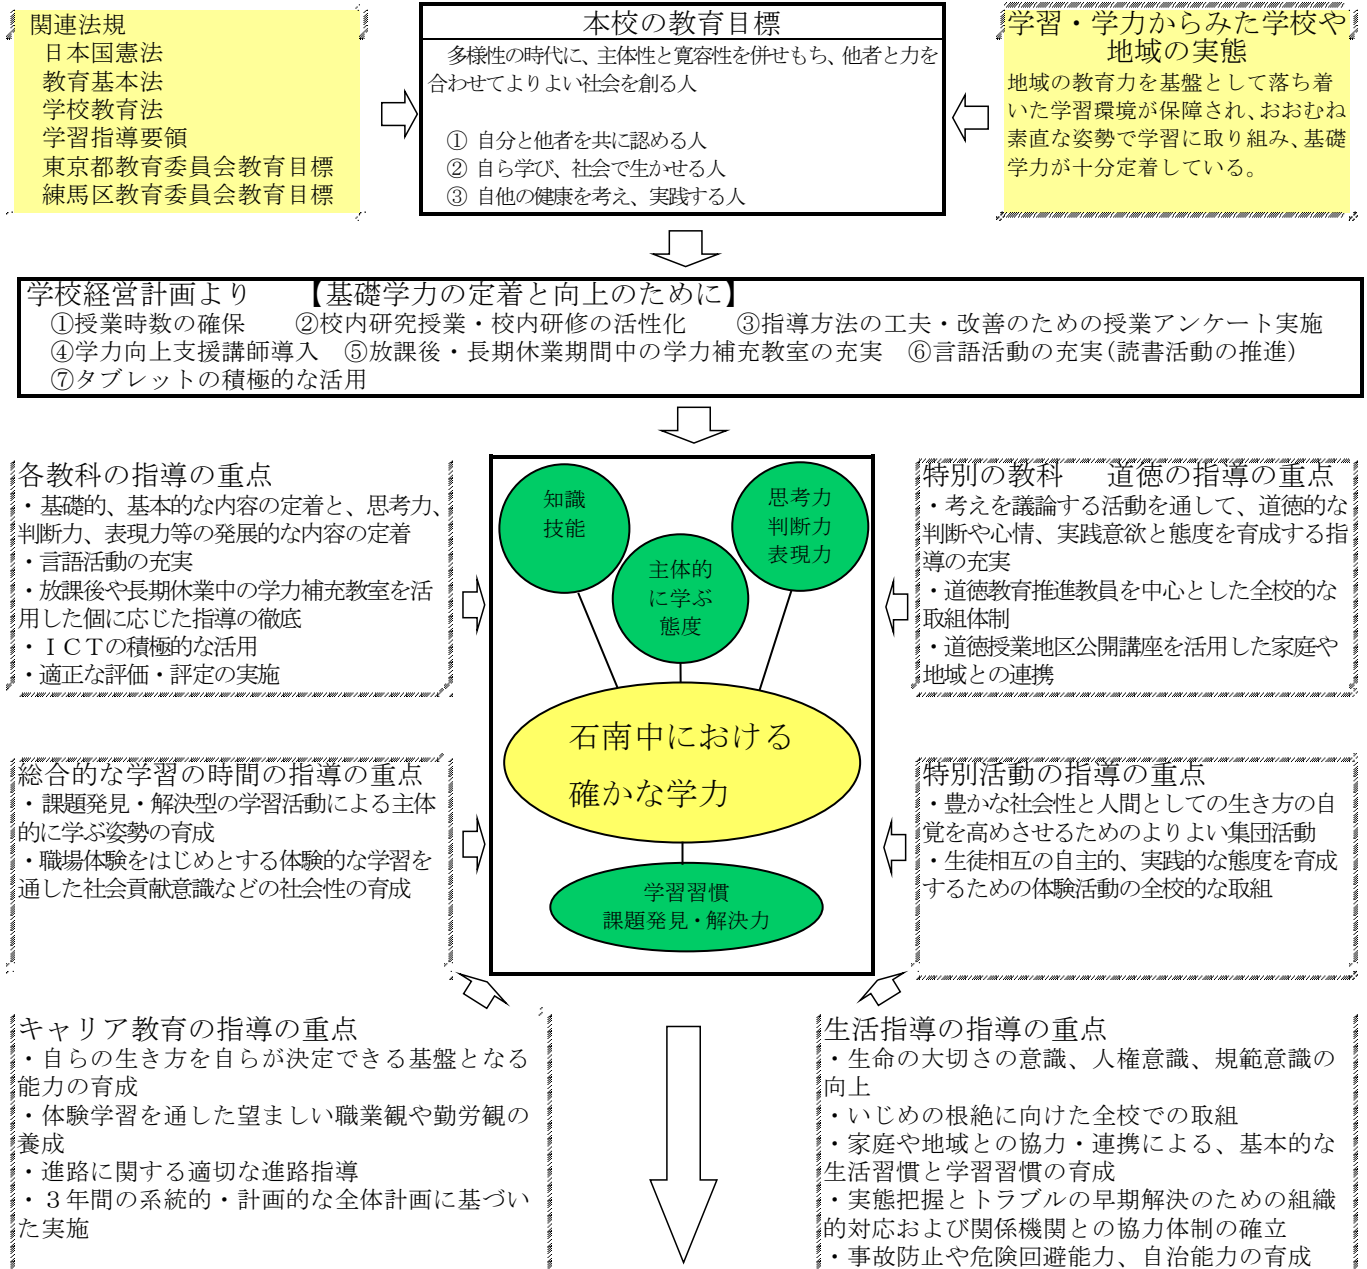 関連法規
日本国憲法
教育基本法
学校教育法
学習指導要領
東京都教育委員会教育目標
練馬区教育委員会教育目標
本校の教育目標
多様性の時代に、主体性と寛容性を併せもち、他者と力を
合わせてよりよい社会を創る人
① 自分と他者を共に認める人
② 自ら学び、社会で生かせる人
③ 自他の健康を考え、実践する人
学習・学力からみた学校や
地域の実態
地域の教育力を基盤として落ち着
いた学習環境が保障され、おおむね
素直な姿勢で学習に取り組み、基礎
学力が十分定着している。
学校経営計画より 【基礎学力の定着と向上のために】
①授業時数の確保 ②校内研究授業・校内研修の活性化 ③指導方法の工夫・改善のための授業アンケート実施
④学力向上支援講師導入 ⑤放課後・長期休業期間中の学力補充教室の充実 ⑥言語活動の充実(読書活動の推進)
⑦タブレットの積極的な活用
各教科の指導の重点
・基礎的、基本的な内容の定着と、思考力、
判断力、表現力等の発展的な内容の定着
・言語活動の充実
・放課後や長期休業中の学力補充教室を活
用した個に応じた指導の徹底
・ＩＣＴの積極的な活用
・適正な評価・評定の実施
知識
技能
主体的
に学ぶ
態度
思考力
判断力
表現力
石南中における
確かな学力
学習習慣
課題発見・解決力
特別の教科 道徳の指導の重点
・考えを議論する活動を通して、道徳的な
判断や心情、実践意欲と態度を育成する指
導の充実
・道徳教育推進教員を中心とした全校的な
取組体制
・道徳授業地区公開講座を活用した家庭や
地域との連携
総合的な学習の時間の指導の重点
・課題発見・解決型の学習活動による主体
的に学ぶ姿勢の育成
・職場体験をはじめとする体験的な学習を
通した社会貢献意識などの社会性の育成
特別活動の指導の重点
・豊かな社会性と人間としての生き方の自
覚を高めさせるためのよりよい集団活動
・生徒相互の自主的、実践的な態度を育成
するための体験活動の全校的な取組
キャリア教育の指導の重点
・自らの生き方を自らが決定できる基盤となる
能力の育成
・体験学習を通した望ましい職業観や勤労観の
養成
・進路に関する適切な進路指導
・３年間の系統的・計画的な全体計画に基づい
た実施
生活指導の指導の重点
・生命の大切さの意識、人権意識、規範意識の
向上
・いじめの根絶に向けた全校での取組
・家庭や地域との協力・連携による、基本的な
生活習慣と学習習慣の育成
・実態把握とトラブルの早期解決のための組織
的対応および関係機関との協力体制の確立
・事故防止や危険回避能力、自治能力の育成